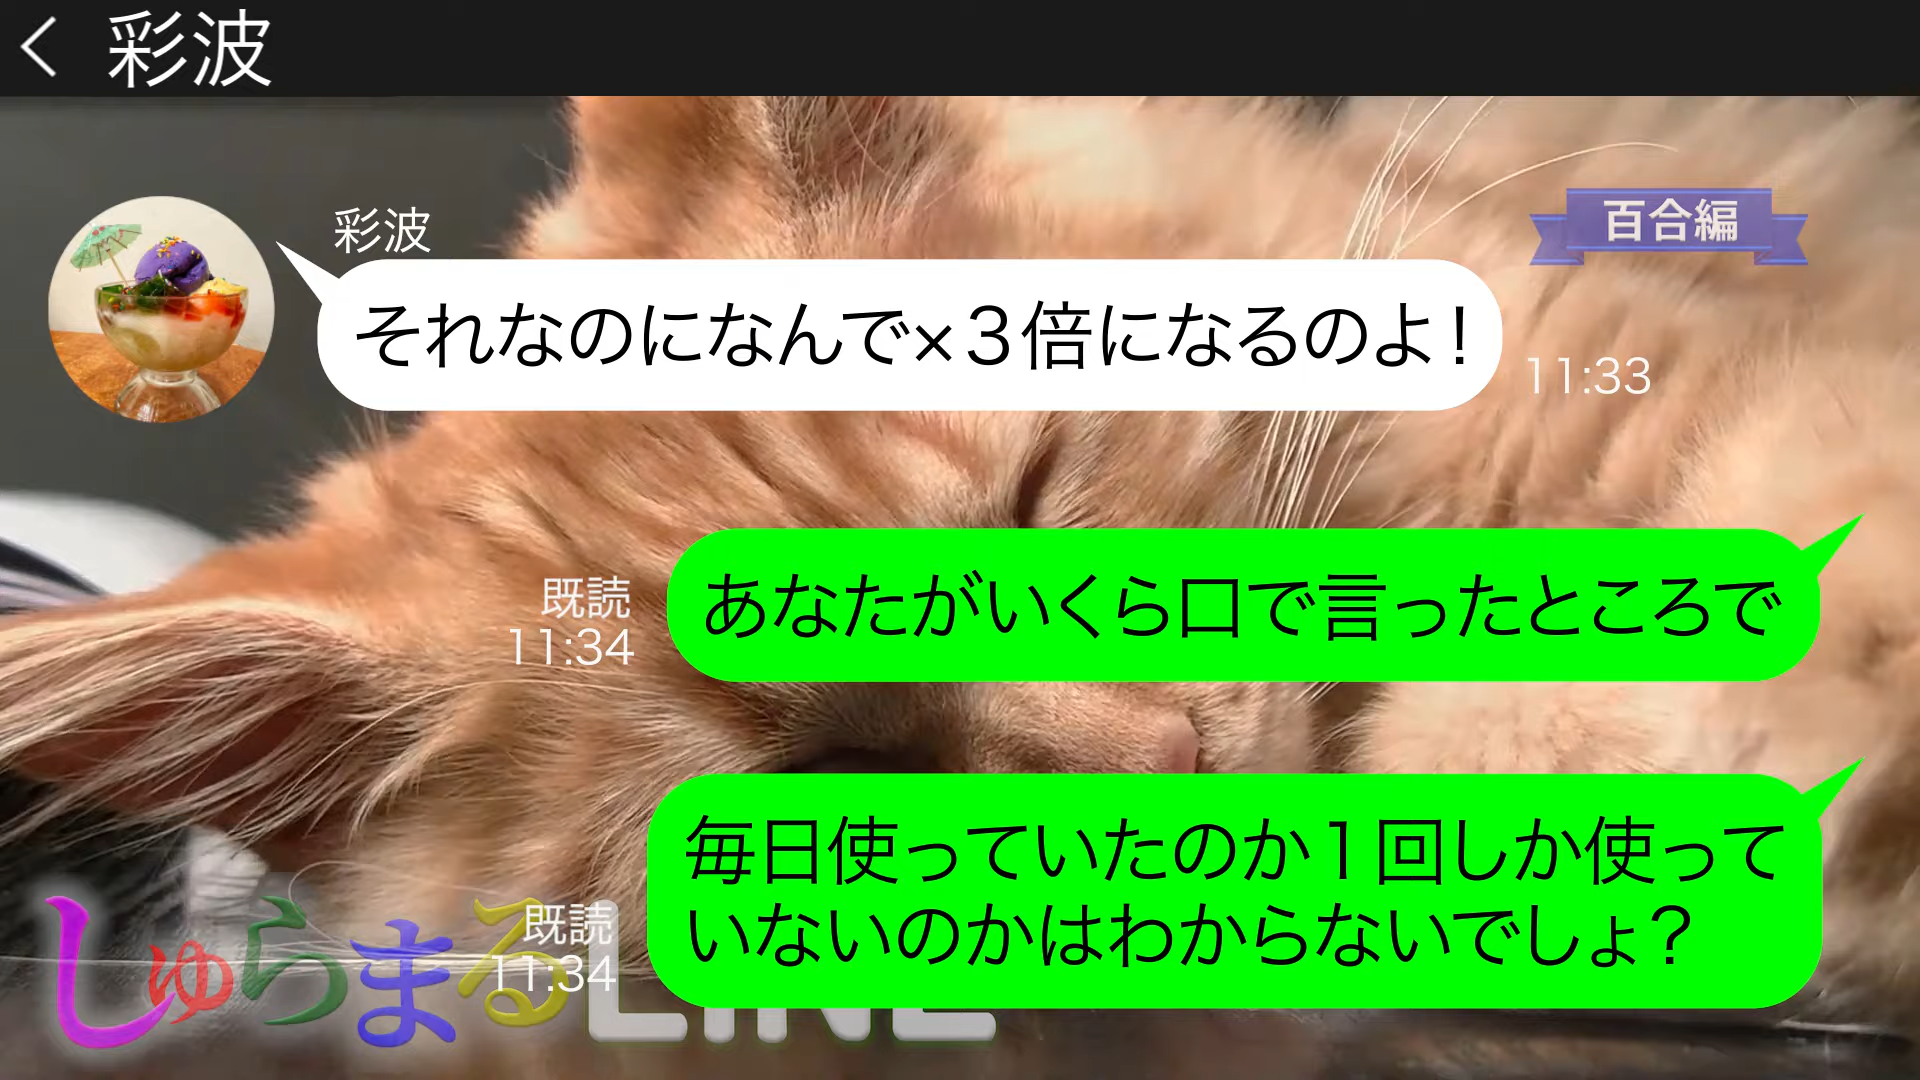 彩波
彩波
百合編
それなのになんで×３倍になるのよ！
11:33
あなたがいくら口で言ったところで
既読
11:34
毎日使っていたのか１回しか使って
いないのかはわからないでしょ？
既読
11:34
しゅらまるLINE